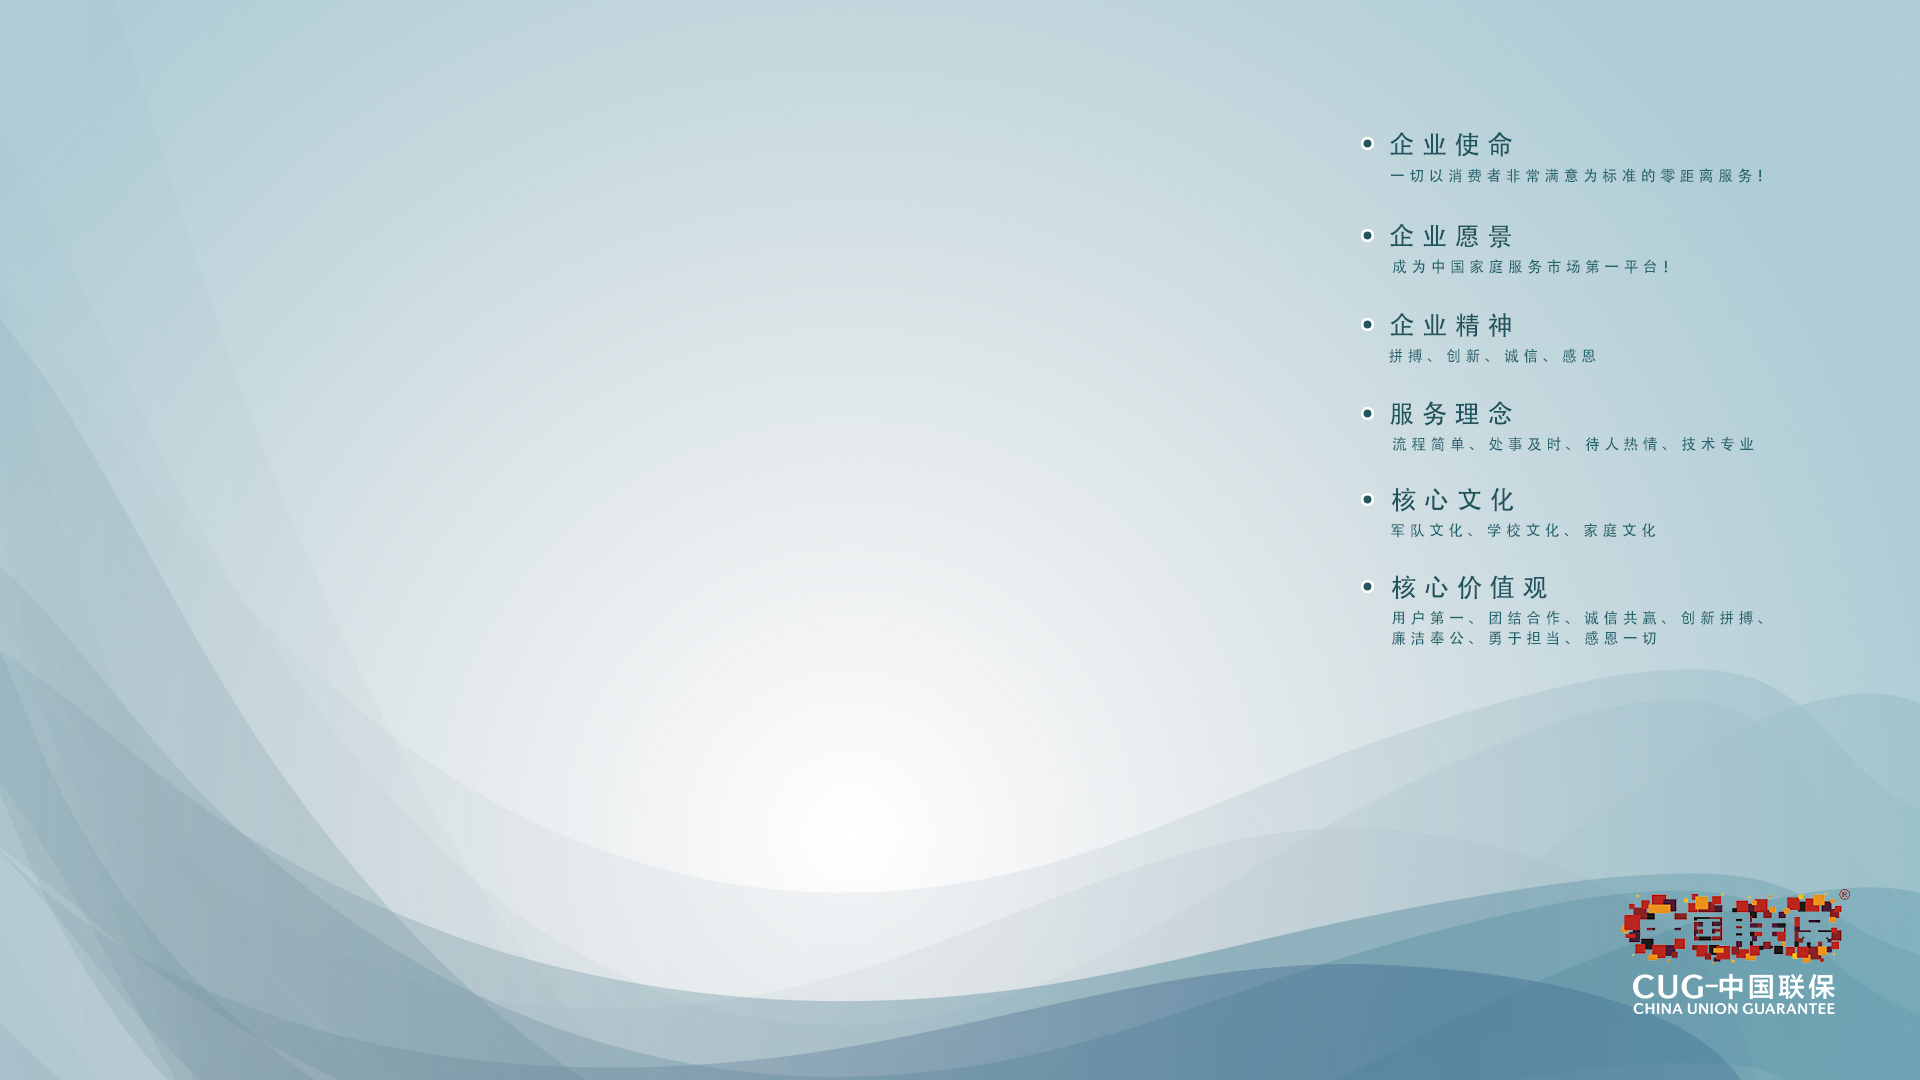 企业使命
一切以消费者非常满意为标准的零距离服务!
企业愿景
成为中国家庭服务市场第一平台!
企业精神
拼搏、创新、诚信、感恩
服务理念
流程简单、处事及时、待人热情、技术专业
核心文化
军队文化、学校文化、家庭文化
核心价值观
用户第一、团结合作、诚信共赢、创新拼搏、
廉洁奉公、勇于担当、感恩一切
中国联保®
CUG-中国联保
CHINA UNION GUARANTEE